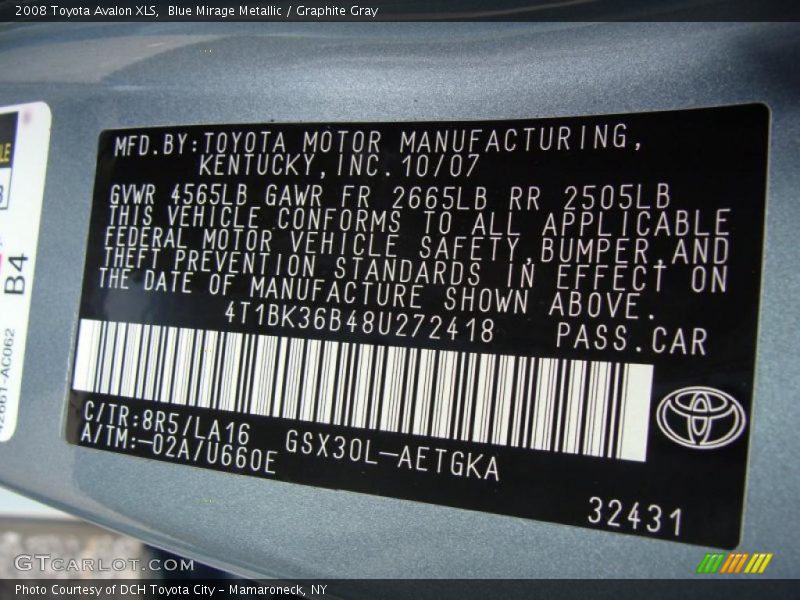 2008 Toyota Avalon XLS,  Blue Mirage Metallic / Graphite Gray
MFD.BY:TOYOTA MOTOR MANUFACTURING,
KENTUCKY,INC.10/07
GVWR 4565LB GAWR FR 2665LB RR 2505LB
THIS VEHICLE CONFORMS TO ALL APPLICABLE
FEDERAL MOTOR VEHICLE SAFETY,BUMPER,AND
THEFT PREVENTION STANDARDS IN EFFECT ON
THE DATE OF MANUFACTURE SHOWN ABOVE.
4T1BK36B48U272418 PASS.CAR
C/TR:8R5/LA16
A/TM:-02A/U660E GSX30L-AETGKA
32431
B4
42661-AC062
GTCARLOT.COM
Photo Courtesy of DCH Toyota City - Mamaroneck, NY